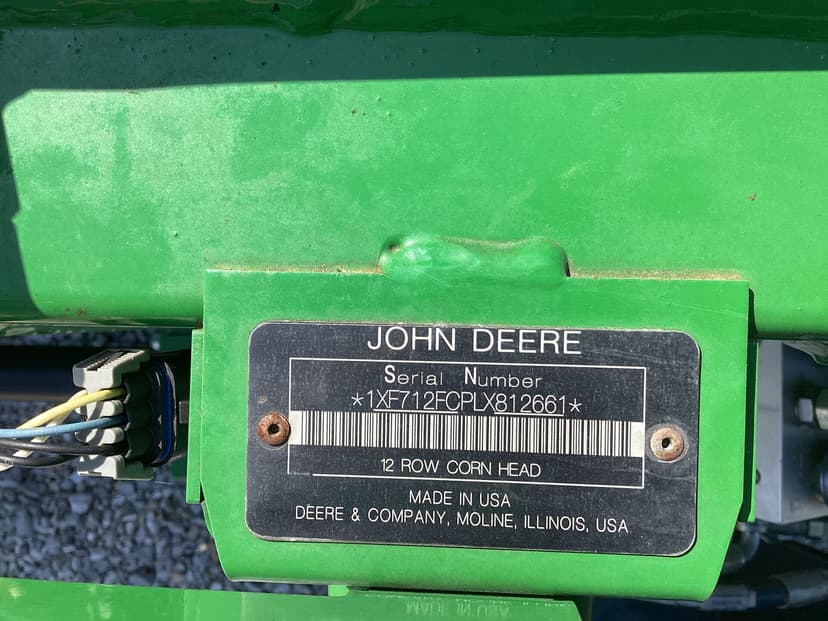 JOHN DEERE
Serial Number
*1XF712FCPLX812661*
12 ROW CORN HEAD
MADE IN USA
DEERE & COMPANY, MOLINE, ILLINOIS, USA